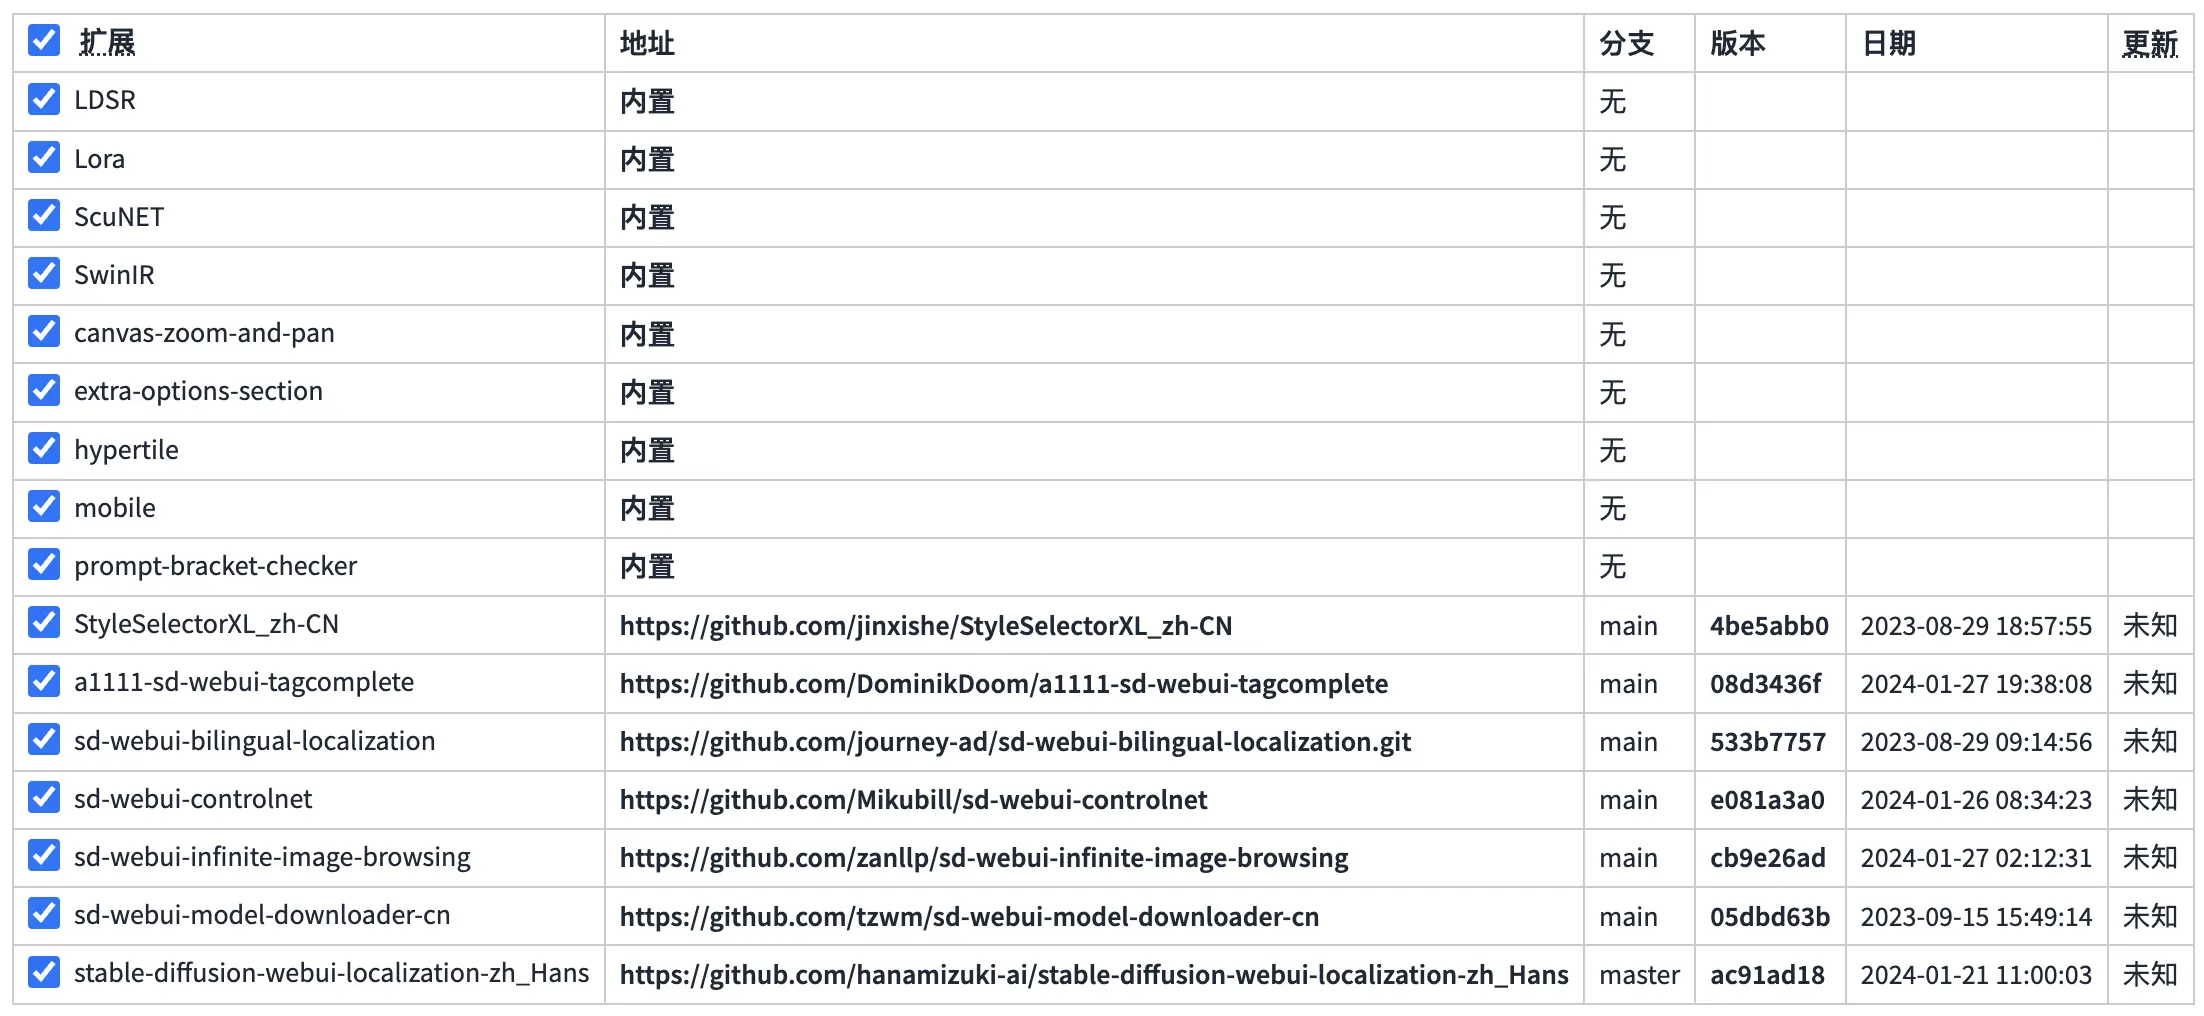 扩展 地址 分支 版本 日期 更新
LDSR 内置 无
Lora 内置 无
ScuNET 内置 无
SwinIR 内置 无
canvas-zoom-and-pan 内置 无
extra-options-section 内置 无
hypertile 内置 无
mobile 内置 无
prompt-bracket-checker 内置 无
StyleSelectorXL_zh-CN https://github.com/jinxishe/StyleSelectorXL_zh-CN main 4be5abb0 2023-08-29 18:57:55 未知
a1111-sd-webui-tagcomplete https://github.com/DominikDoom/a1111-sd-webui-tagcomplete main 08d3436f 2024-01-27 19:38:08 未知
sd-webui-bilingual-localization https://github.com/journey-ad/sd-webui-bilingual-localization.git main 533b7757 2023-08-29 09:14:56 未知
sd-webui-controlnet https://github.com/Mikubill/sd-webui-controlnet main e081a3a0 2024-01-26 08:34:23 未知
sd-webui-infinite-image-browsing https://github.com/zanllp/sd-webui-infinite-image-browsing main cb9e26ad 2024-01-27 02:12:31 未知
sd-webui-model-downloader-cn https://github.com/tzwm/sd-webui-model-downloader-cn main 05dbd63b 2023-09-15 15:49:14 未知
stable-diffusion-webui-localization-zh_Hans https://github.com/hanamizuki-ai/stable-diffusion-webui-localization-zh_Hans master ac91ad18 2024-01-21 11:00:03 未知